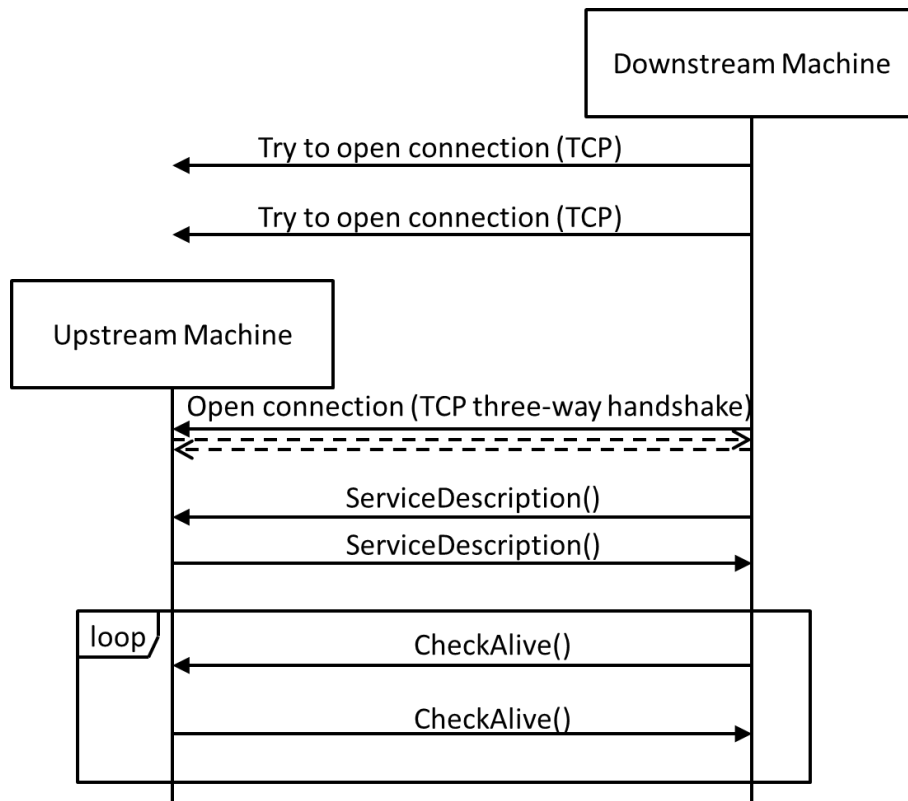 Downstream Machine
Try to open connection (TCP)
Try to open connection (TCP)
Upstream Machine
Open connection (TCP three-way handshake)
ServiceDescription()
ServiceDescription()
loop
CheckAlive()
CheckAlive()